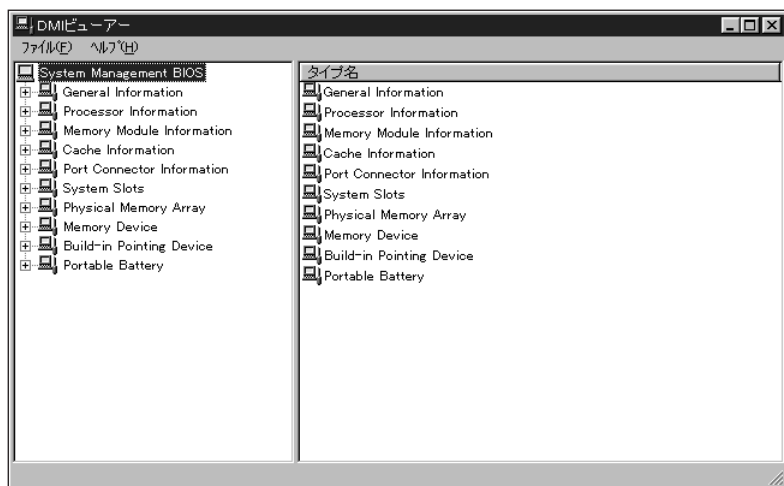 DMIビューアー
ファイル(F) ヘルプ(H)
System Management BIOS
General Information
Processor Information
Memory Module Information
Cache Information
Port Connector Information
System Slots
Physical Memory Array
Memory Device
Build-in Pointing Device
Portable Battery
タイプ名
General Information
Processor Information
Memory Module Information
Cache Information
Port Connector Information
System Slots
Physical Memory Array
Memory Device
Build-in Pointing Device
Portable Battery